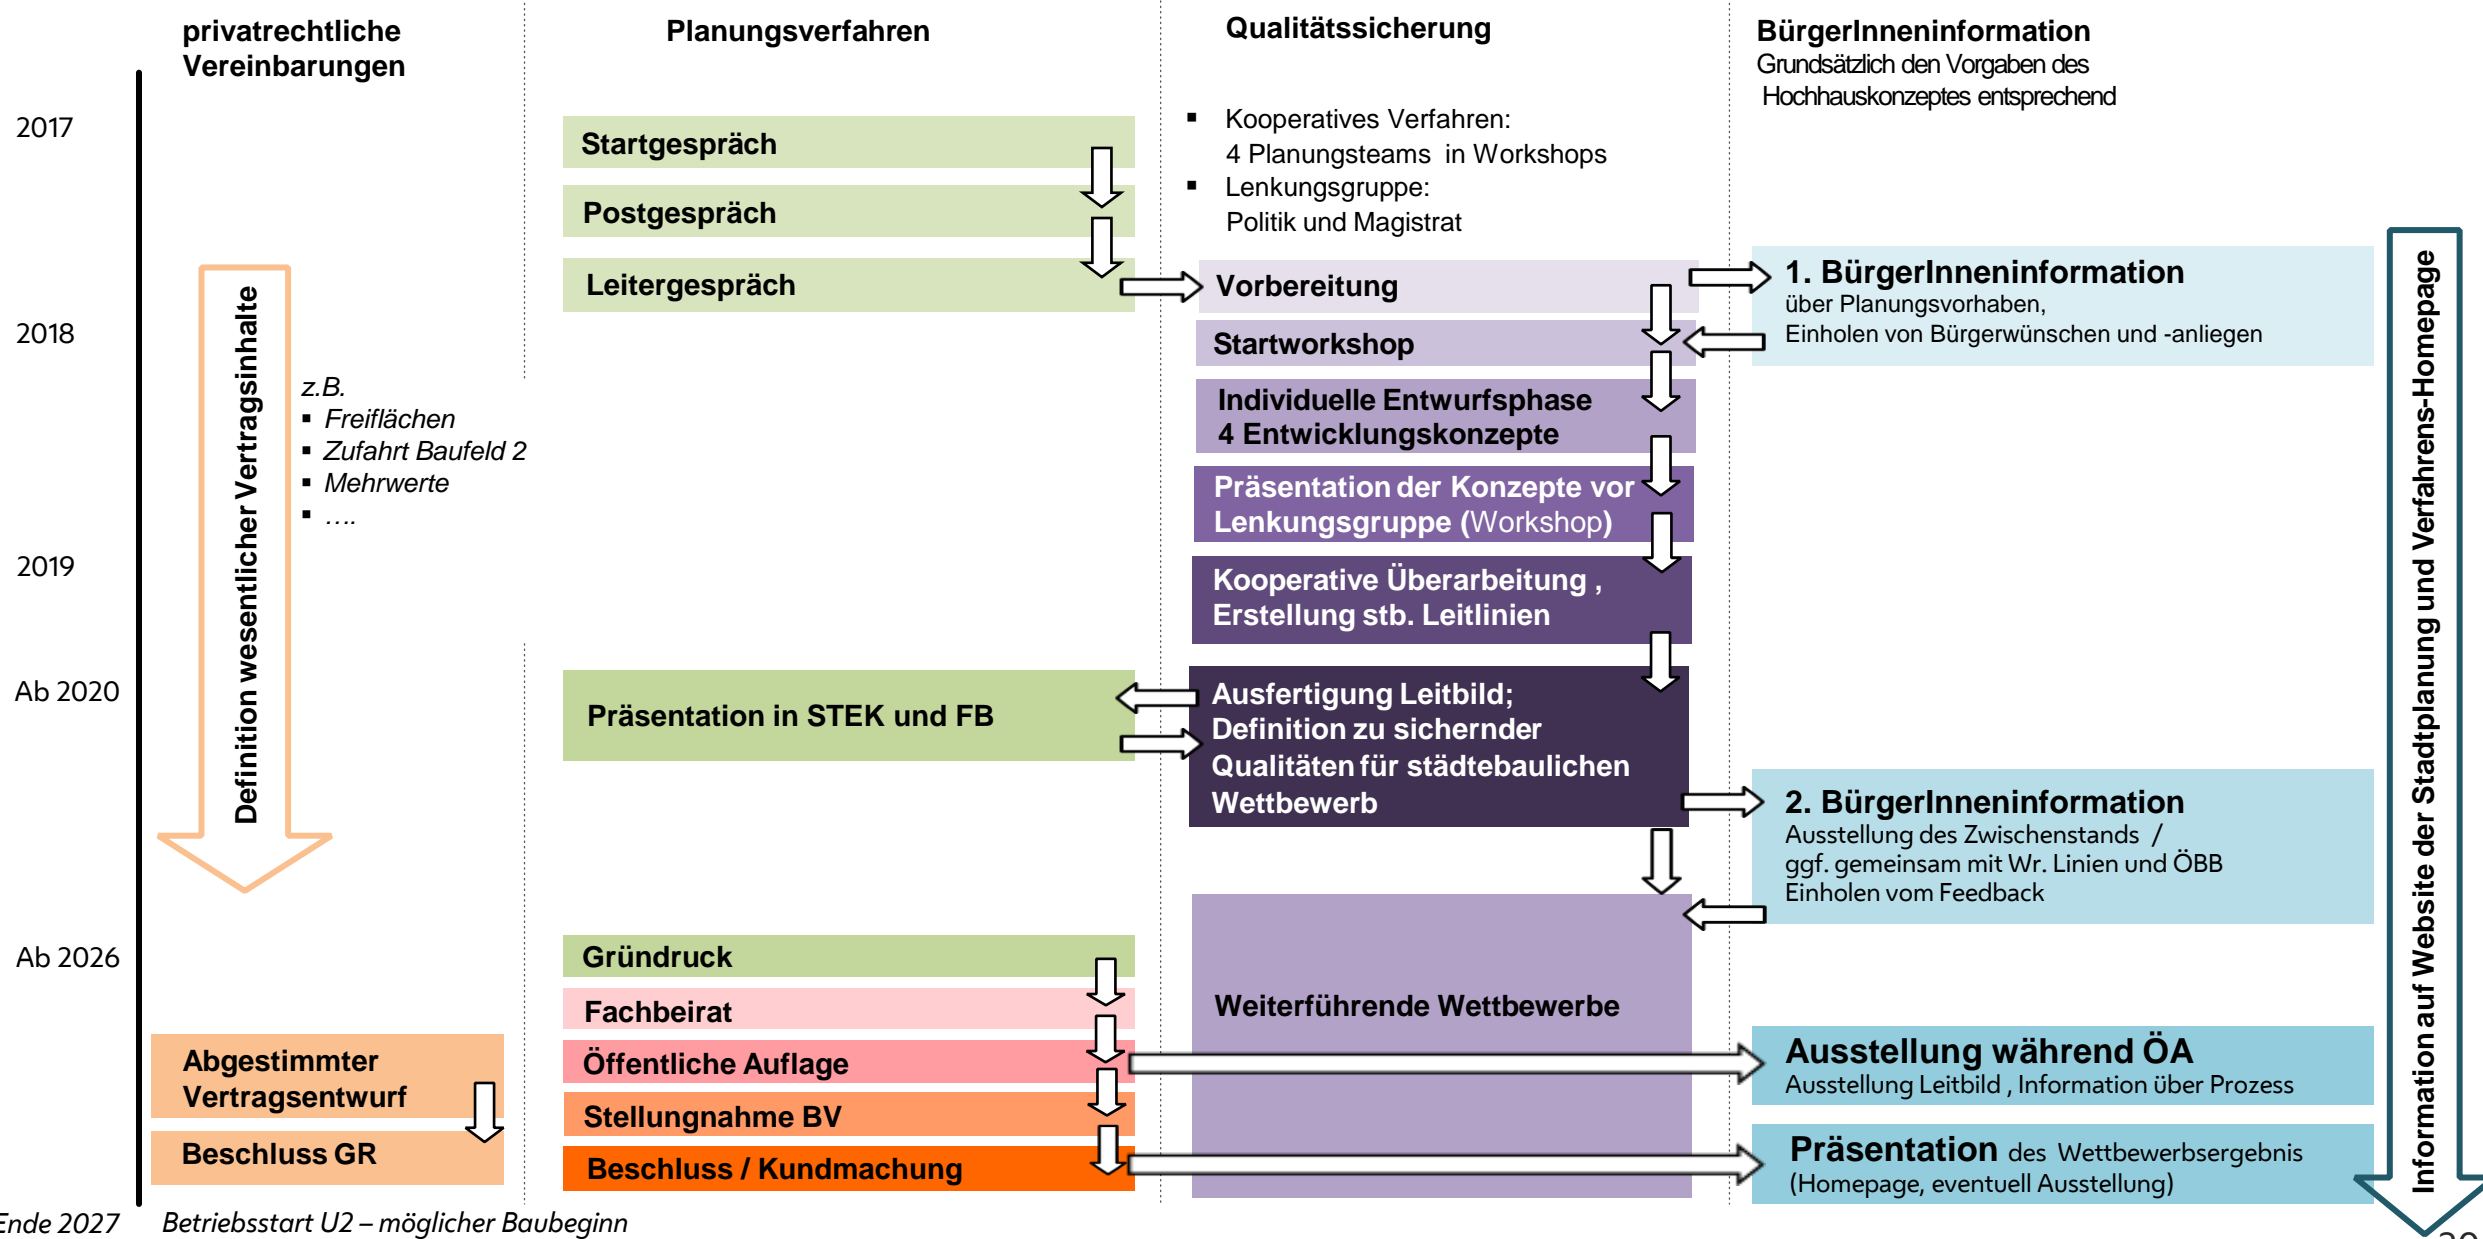 privatrechtliche
Vereinbarungen
Planungsverfahren
Qualitätssicherung
BürgerInneninformation
Grundsätzlich den Vorgaben des
Hochhauskonzeptes entsprechend
2017
2018
2019
Ab 2020
Ab 2026
Ende 2027
Definition wesentlicher Vertragsinhalte
z.B.
▪ Freiflächen
▪ Zufahrt Baufeld 2
▪ Mehrwerte
▪ ….
Abgestimmter
Vertragsentwurf
Beschluss GR
Betriebsstart U2 – möglicher Baubeginn
Startgespräch
Postgespräch
Leitergespräch
Präsentation in STEK und FB
Gründruck
Fachbeirat
Öffentliche Auflage
Stellungnahme BV
Beschluss / Kundmachung
▪ Kooperatives Verfahren:
4 Planungsteams in Workshops
▪ Lenkungsgruppe:
Politik und Magistrat
Vorbereitung
Startworkshop
Individuelle Entwurfsphase
4 Entwicklungskonzepte
Präsentation der Konzepte vor
Lenkungsgruppe (Workshop)
Kooperative Überarbeitung ,
Erstellung stb. Leitlinien
Ausfertigung Leitbild;
Definition zu sichernder
Qualitäten für städtebaulichen
Wettbewerb
Weiterführende Wettbewerbe
1. BürgerInneninformation
über Planungsvorhaben,
Einholen von Bürgerwünschen und -anliegen
2. BürgerInneninformation
Ausstellung des Zwischenstands /
ggf. gemeinsam mit Wr. Linien und ÖBB
Einholen vom Feedback
Ausstellung während ÖA
Ausstellung Leitbild , Information über Prozess
Präsentation des Wettbewerbsergebnis
(Homepage, eventuell Ausstellung)
Information auf Website der Stadtplanung und Verfahrens-Homepage